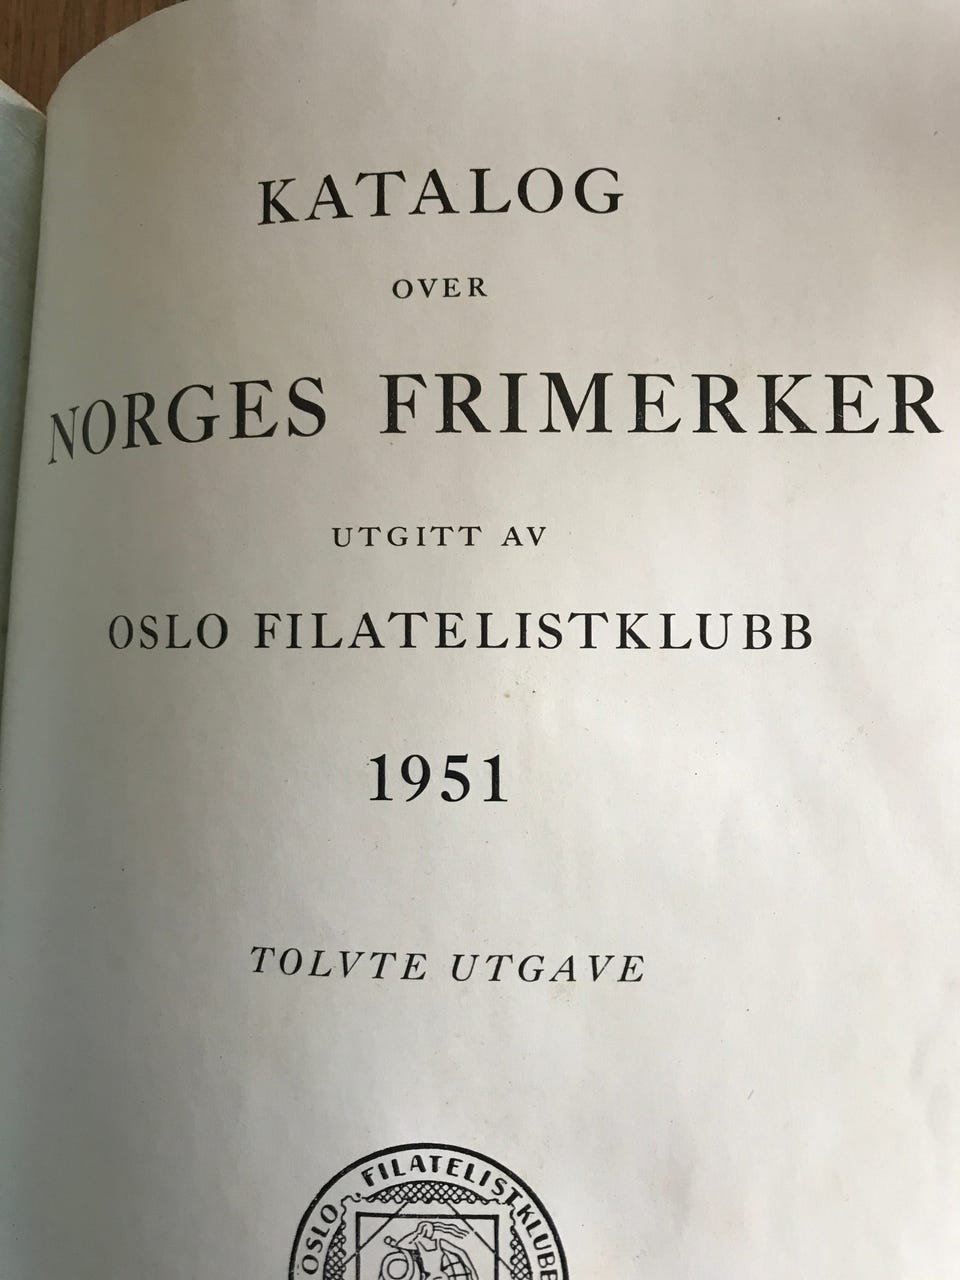 KATALOG
OVER
NORGES FRIMERKER
UTGITT AV
OSLO FILATELISTKLUBB
1951
TOLVTE UTGAVE
OSLO FILATELISTKLUBB